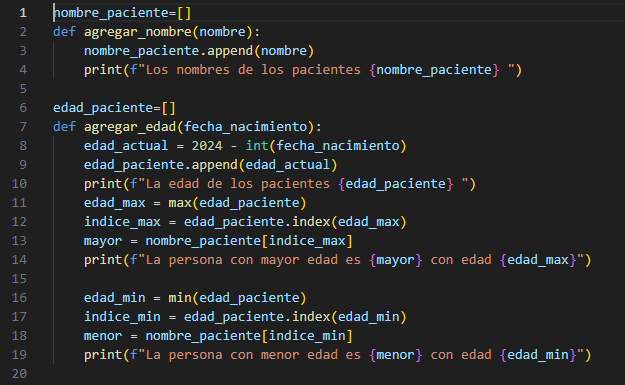 1 nombre_paciente=[]
2 def agregar_nombre(nombre):
3     nombre_paciente.append(nombre)
4     print(f"Los nombres de los pacientes {nombre_paciente} ")
5
6 edad_paciente=[]
7 def agregar_edad(fecha_nacimiento):
8     edad_actual = 2024 - int(fecha_nacimiento)
9     edad_paciente.append(edad_actual)
10     print(f"La edad de los pacientes {edad_paciente} ")
11     edad_max = max(edad_paciente)
12     indice_max = edad_paciente.index(edad_max)
13     mayor = nombre_paciente[indice_max]
14     print(f"La persona con mayor edad es {mayor} con edad {edad_max}")
15
16     edad_min = min(edad_paciente)
17     indice_min = edad_paciente.index(edad_min)
18     menor = nombre_paciente[indice_min]
19     print(f"La persona con menor edad es {menor} con edad {edad_min}")
20